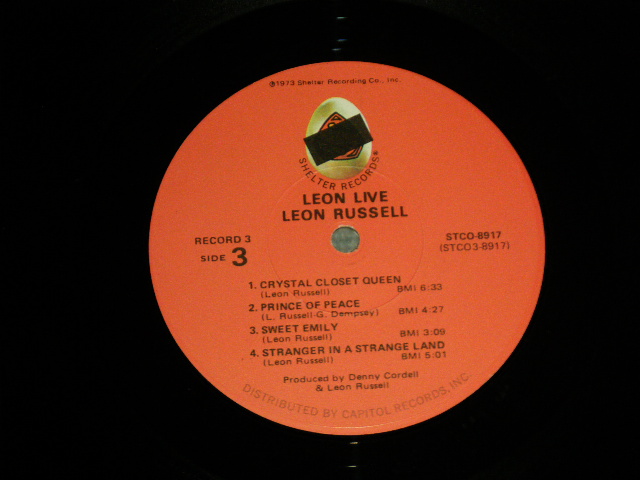 ℗1973 Shelter Recording Co., Inc.
SHELTER RECORDS®
LEON LIVE
LEON RUSSELL
RECORD 3
SIDE 3
STCO-8917
(STCO3-8917)
1. CRYSTAL CLOSET QUEEN
(Leon Russell) BMI 6:33
2. PRINCE OF PEACE
(L. Russell-G. Dempsey) BMI 4:27
3. SWEET EMILY
(Leon Russell) BMI 3:09
4. STRANGER IN A STRANGE LAND
(Leon Russell) BMI 5:01
Produced by Denny Cordell
& Leon Russell
DISTRIBUTED BY CAPITOL RECORDS, INC.